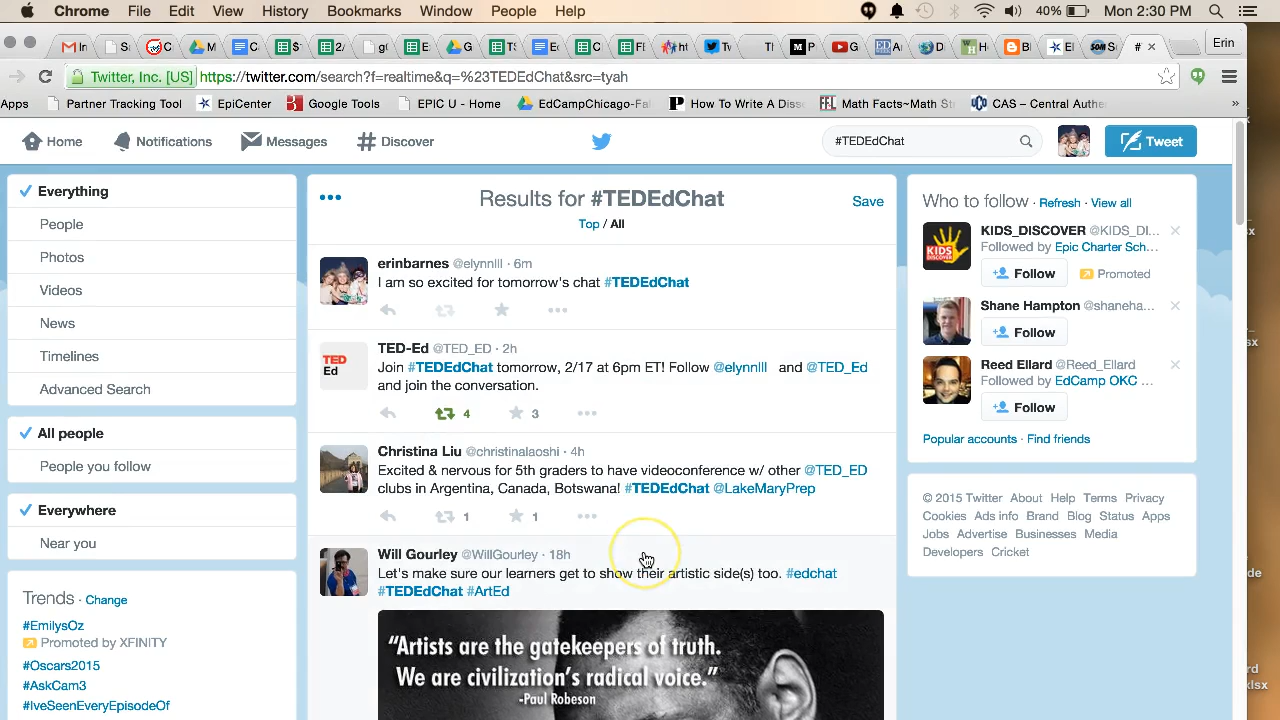 Chrome File Edit View History Bookmarks Window People Help 40% Mon 2:30 PM
Erin
Twitter, Inc. [US] https://twitter.com/search?f=realtime&q=%23TEDEdChat&src=tyah
Apps Partner Tracking Tool EpiCenter Google Tools EPIC U - Home EdCampChicago-Fal How To Write A Diss Math Facts~Math St CAS – Central Authe »
Home Notifications Messages Discover #TEDEdChat Tweet
Everything
People
Photos
Videos
News
Timelines
Advanced Search
All people
People you follow
Everywhere
Near you
Trends · Change
#EmilysOz
Promoted by XFINITY
#Oscars2015
#AskCam3
#IveSeenEveryEpisodeOf
Results for #TEDEdChat Save
Top / All
erinbarnes @elynnlll · 6m
I am so excited for tomorrow's chat #TEDEdChat
TED Ed
TED-Ed @TED_ED · 2h
Join #TEDEdChat tomorrow, 2/17 at 6pm ET! Follow @elynnlll and @TED_Ed
and join the conversation.
4 3
Christina Liu @christinalaoshi · 4h
Excited & nervous for 5th graders to have videoconference w/ other @TED_ED
clubs in Argentina, Canada, Botswana! #TEDEdChat @LakeMaryPrep
1 1
Will Gourley @WillGourley · 18h
Let's make sure our learners get to show their artistic side(s) too. #edchat
#TEDEdChat #ArtEd
“Artists are the gatekeepers of truth.
We are civilization’s radical voice.”
-Paul Robeson
Who to follow · Refresh · View all
KIDS DISCOVER
KIDS_DISCOVER @KIDS_DI...
Followed by Epic Charter Sch...
Follow Promoted
Shane Hampton @shaneha...
Follow
Reed Ellard @Reed_Ellard
Followed by EdCamp OKC ...
Follow
Popular accounts · Find friends
© 2015 Twitter About Help Terms Privacy
Cookies Ads info Brand Blog Status Apps
Jobs Advertise Businesses Media
Developers Cricket